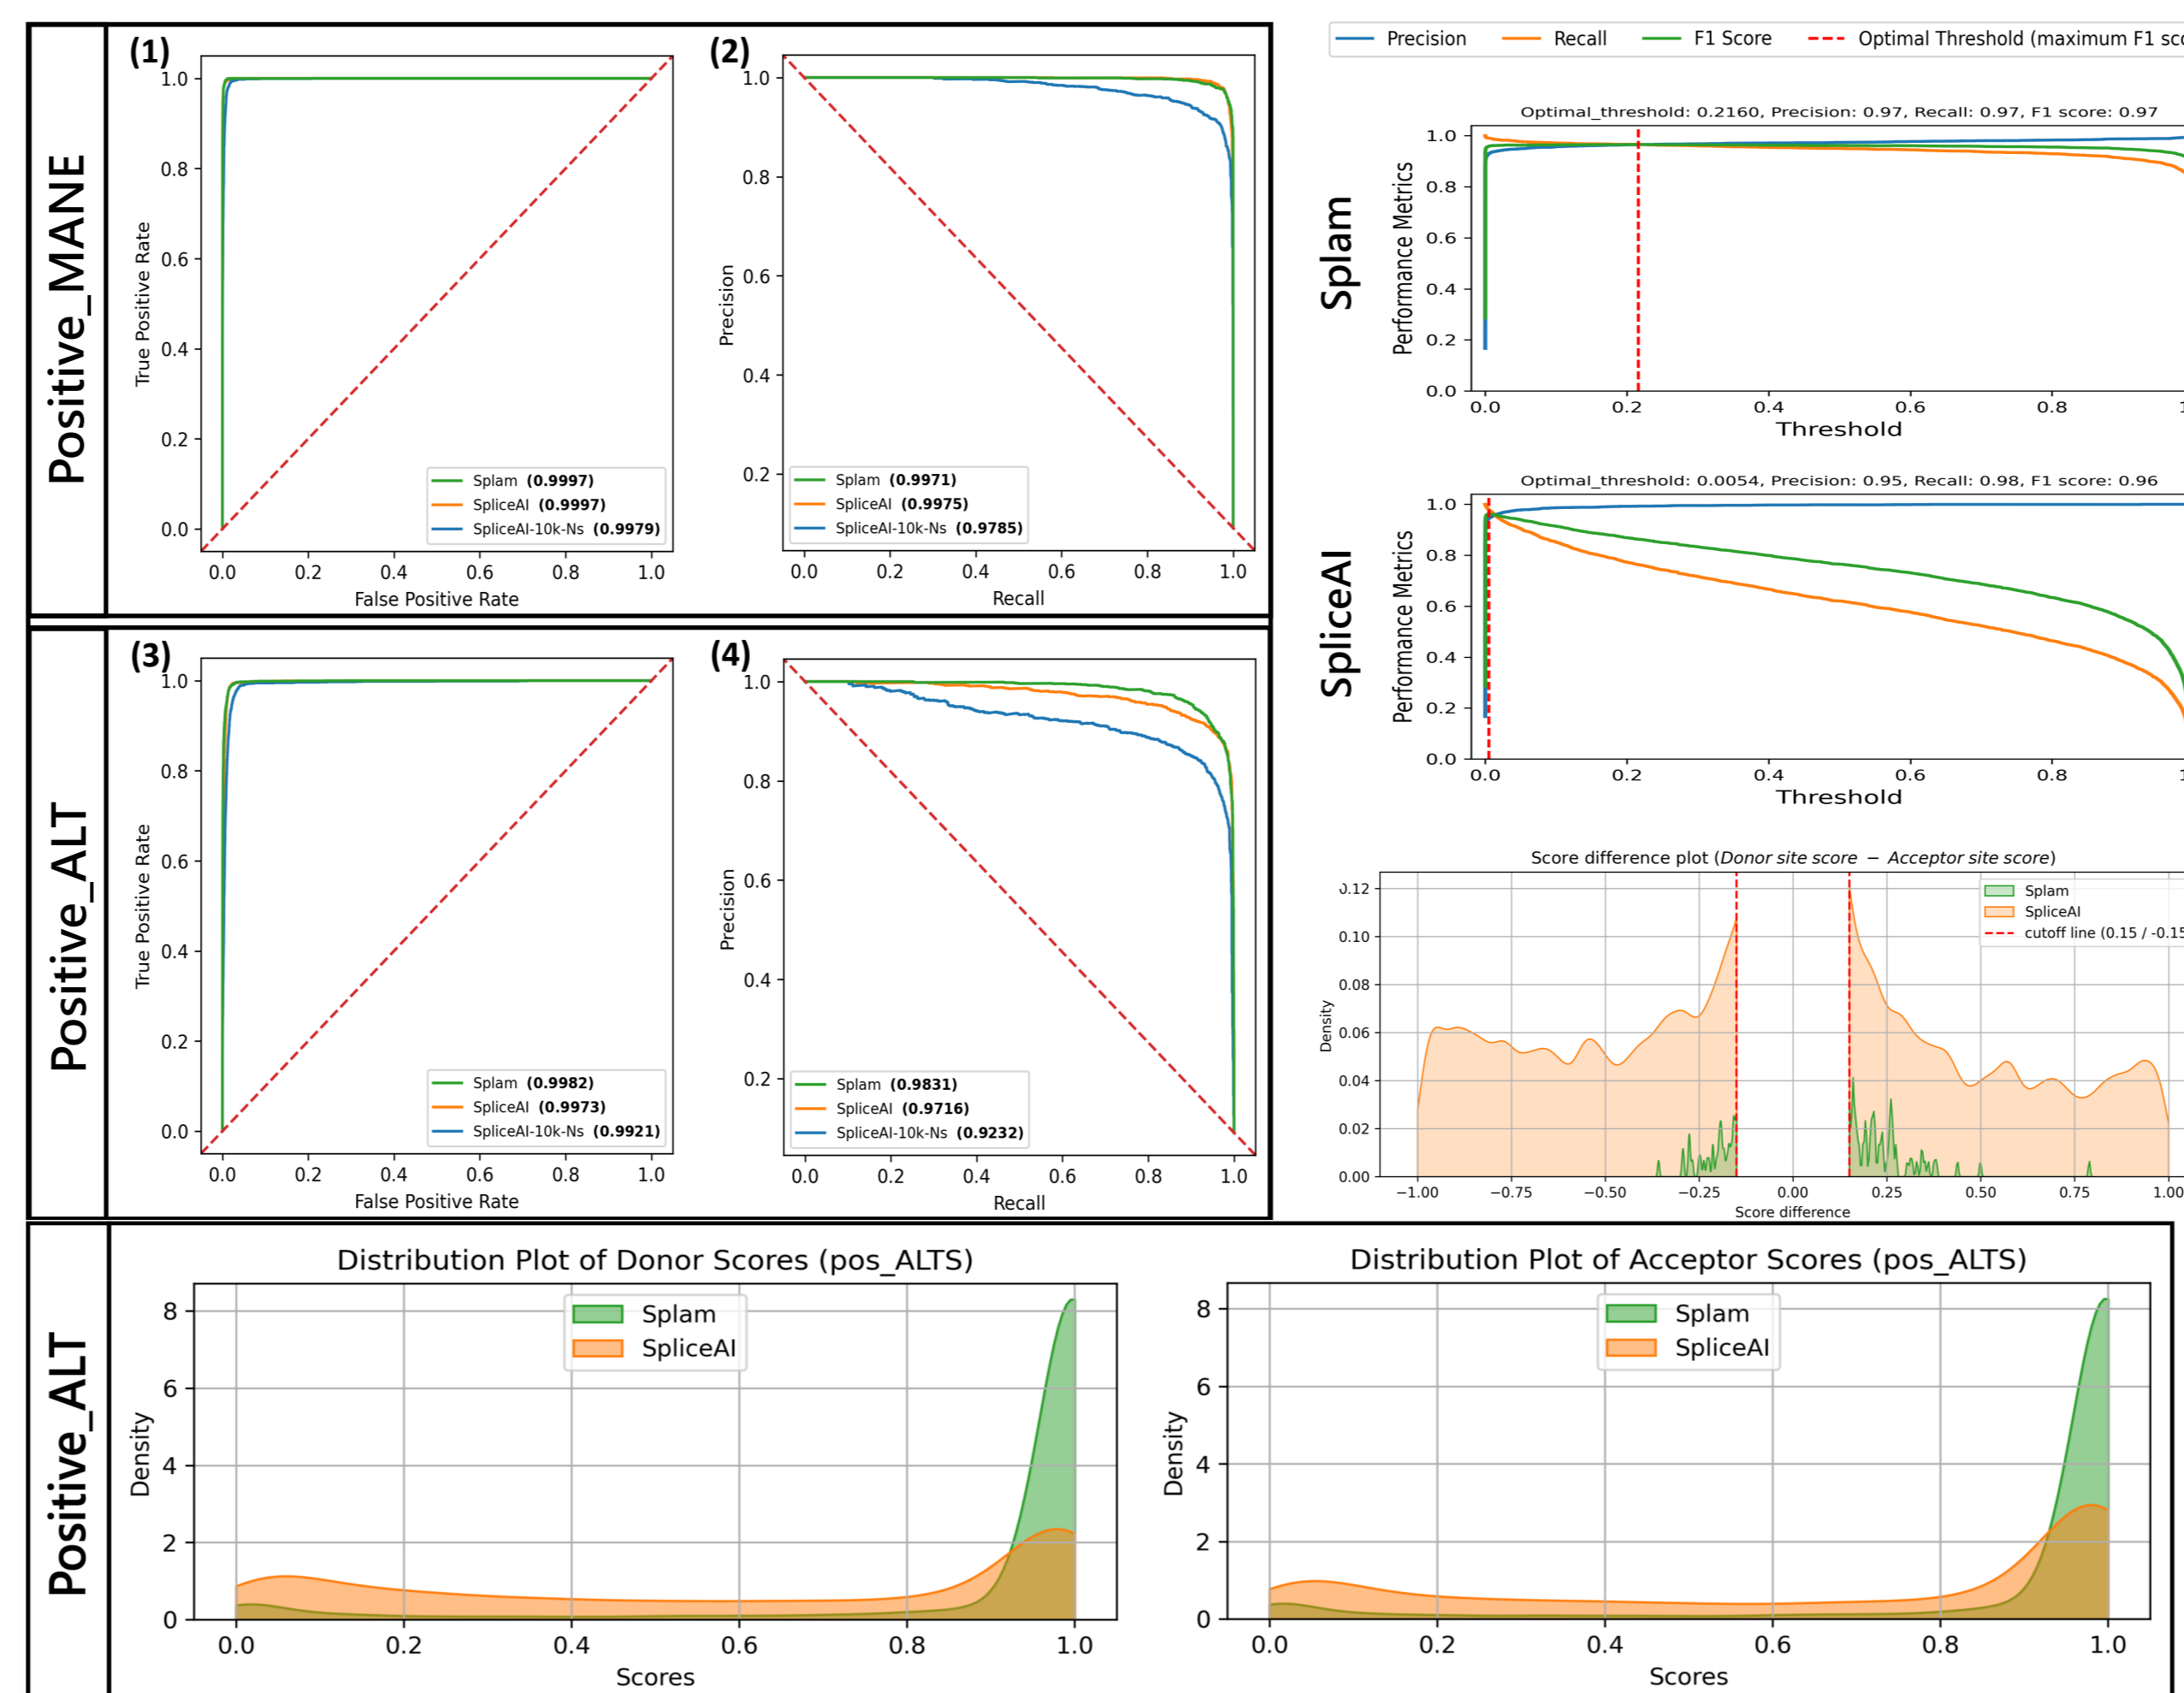 Positive_MANE
(1)
True Positive Rate
1.0
0.8
0.6
0.4
0.2
0.0
Splam (0.9997)
SpliceAI (0.9997)
SpliceAI-10k-Ns (0.9979)
0.0 0.2 0.4 0.6 0.8 1.0
False Positive Rate
(2)
Precision
1.0
0.8
0.6
0.4
0.2
Splam (0.9971)
SpliceAI (0.9975)
SpliceAI-10k-Ns (0.9785)
0.0 0.2 0.4 0.6 0.8 1.0
Recall
Positive_ALT
(3)
True Positive Rate
1.0
0.8
0.6
0.4
0.2
0.0
Splam (0.9982)
SpliceAI (0.9973)
SpliceAI-10k-Ns (0.9921)
0.0 0.2 0.4 0.6 0.8 1.0
False Positive Rate
(4)
Precision
1.0
0.8
0.6
0.4
0.2
Splam (0.9831)
SpliceAI (0.9716)
SpliceAI-10k-Ns (0.9232)
0.0 0.2 0.4 0.6 0.8 1.0
Recall
Precision Recall F1 Score Optimal Threshold (maximum F1 sco
Splam
Optimal_threshold: 0.2160, Precision: 0.97, Recall: 0.97, F1 score: 0.97
Performance Metrics
1.0
0.8
0.6
0.4
0.2
0.0
0.0 0.2 0.4 0.6 0.8
Threshold
SpliceAI
Optimal_threshold: 0.0054, Precision: 0.95, Recall: 0.98, F1 score: 0.96
Performance Metrics
1.0
0.8
0.6
0.4
0.2
0.0
0.0 0.2 0.4 0.6 0.8
Threshold
Score difference plot (Donor site score − Acceptor site score)
Density
0.12
0.10
0.08
0.06
0.04
0.02
0.00
Splam
SpliceAI
cutoff line (0.15 / -0.15
−1.00 −0.75 −0.50 −0.25 0.00 0.25 0.50 0.75 1.00
Score difference
Positive_ALT
Distribution Plot of Donor Scores (pos_ALTS)
Density
8
6
4
2
0
Splam
SpliceAI
0.0 0.2 0.4 0.6 0.8 1.0
Scores
Distribution Plot of Acceptor Scores (pos_ALTS)
Density
8
6
4
2
0
Splam
SpliceAI
0.0 0.2 0.4 0.6 0.8 1.0
Scores